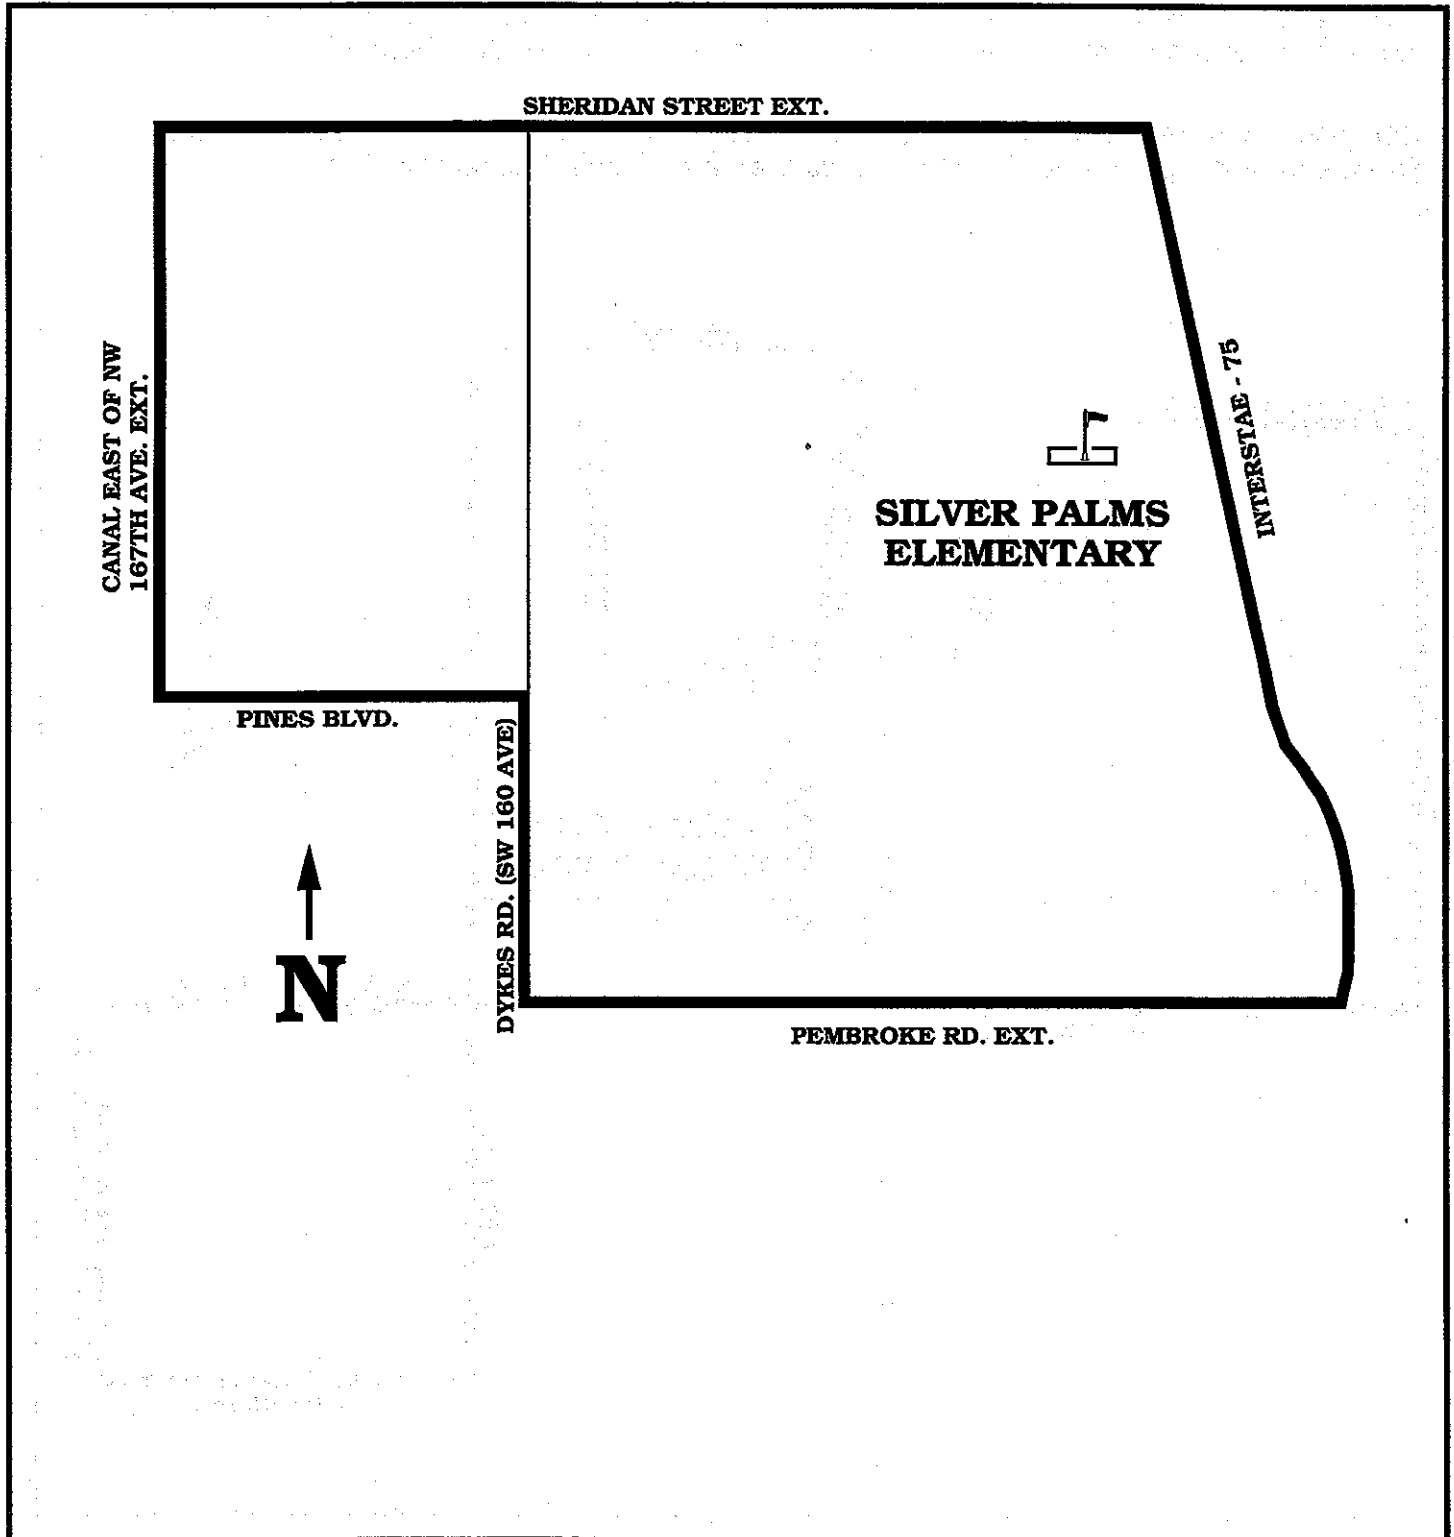 SHERIDAN STREET EXT.
CANAL EAST OF NW
167TH AVE. EXT.
INTERSTAE - 75
SILVER PALMS
ELEMENTARY
PINES BLVD.
DYKES RD. (SW 160 AVE)
N
PEMBROKE RD. EXT.